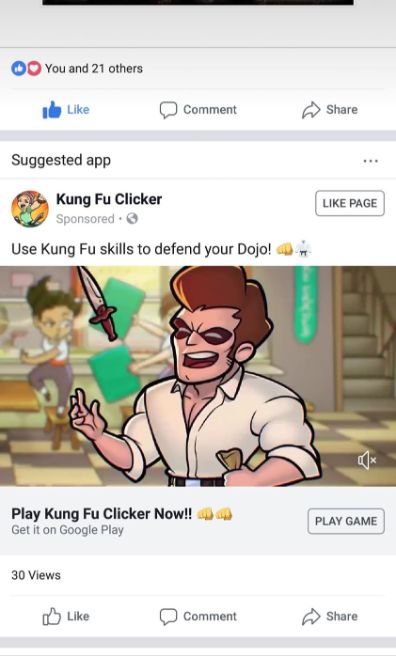 You and 21 others
Like Comment Share
Suggested app
Kung Fu Clicker
LIKE PAGE
Sponsored ·
Use Kung Fu skills to defend your Dojo! 👊🥋
Play Kung Fu Clicker Now!! 👊👊
Get it on Google Play
PLAY GAME
30 Views
Like Comment Share